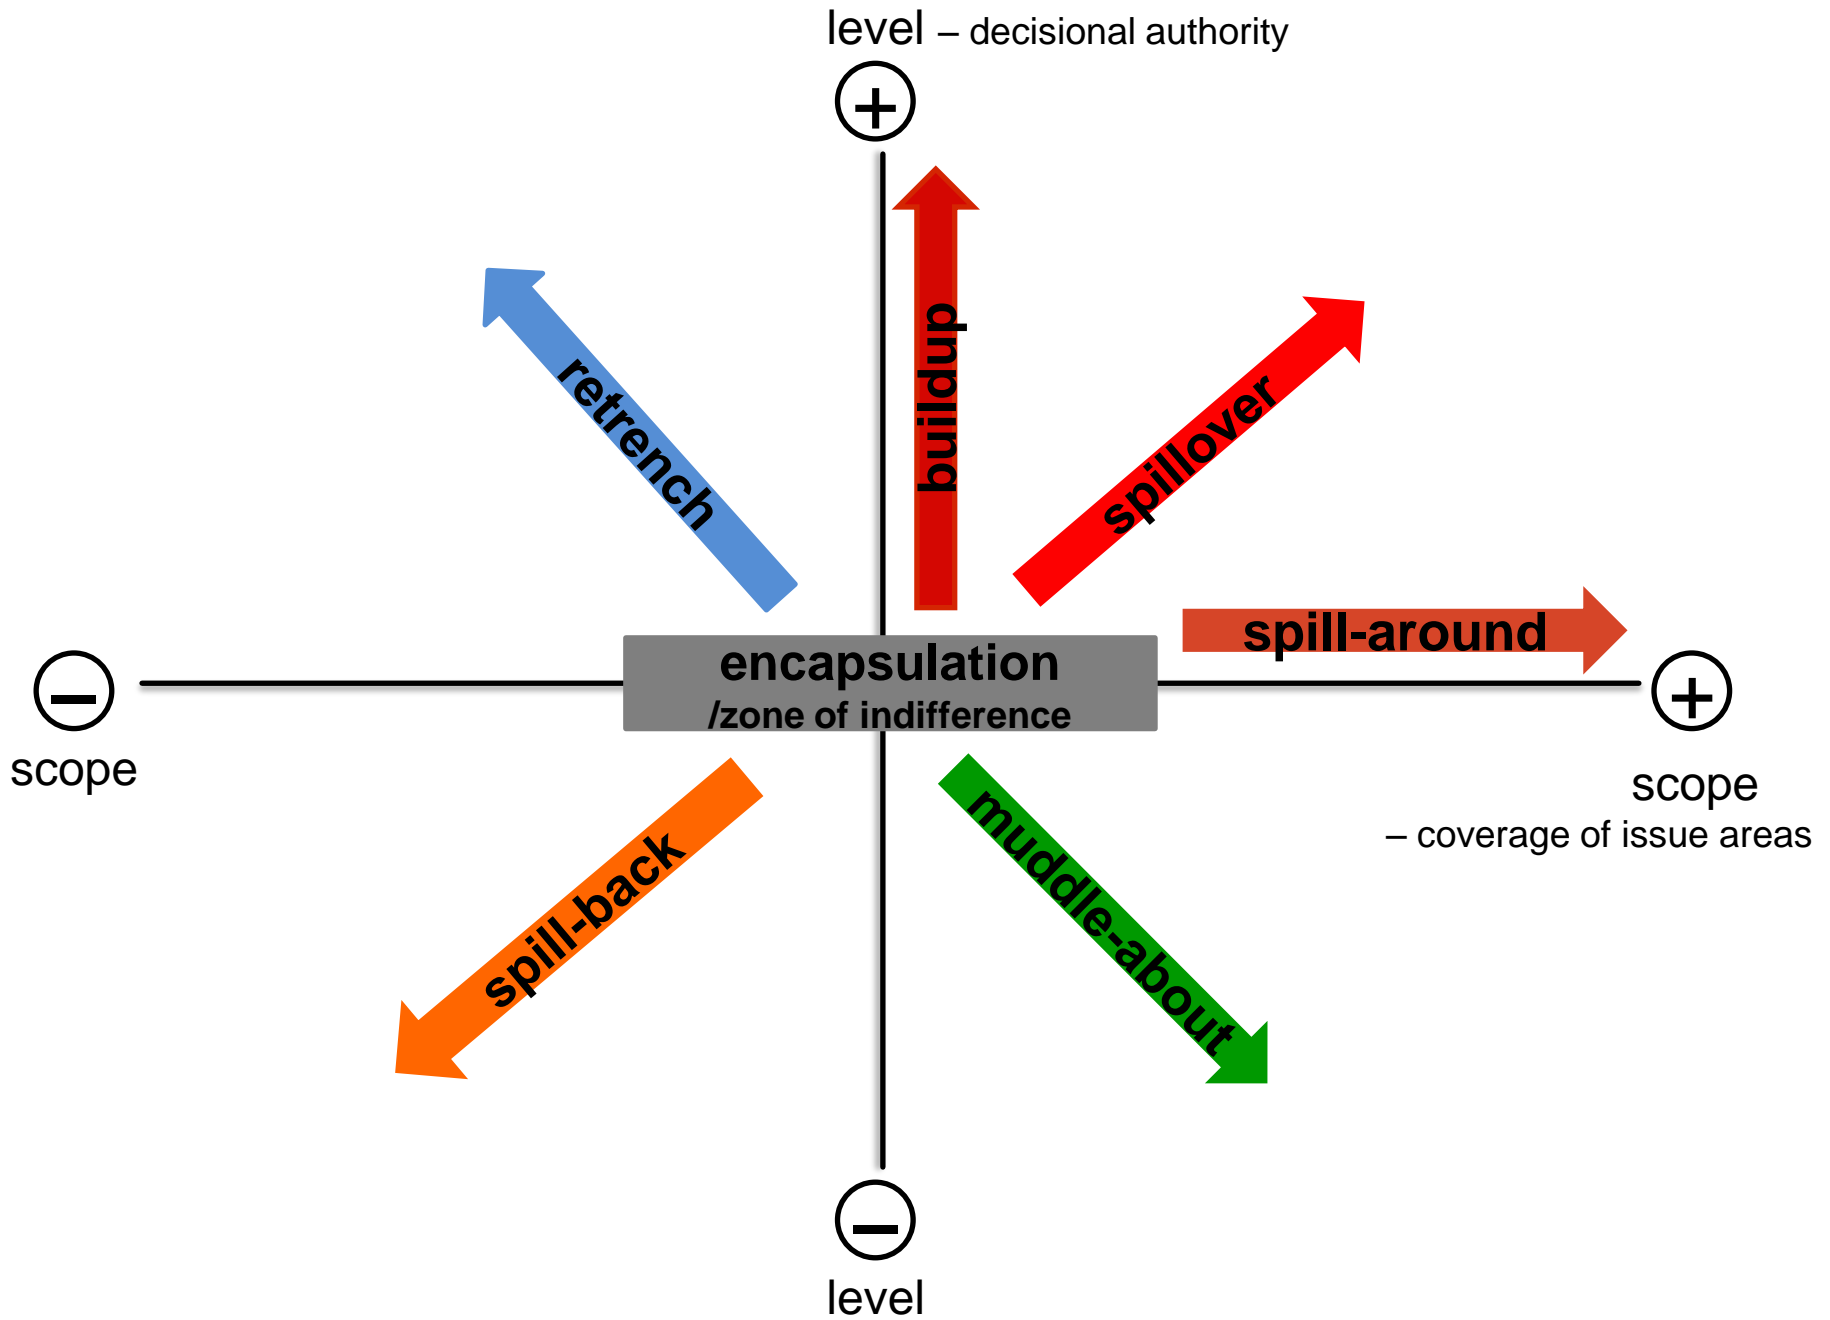 level – decisional authority
+
buildup
retrench
spillover
spill-around
encapsulation
/zone of indifference
–
scope
+
scope
– coverage of issue areas
spill-back
muddle-about
–
level